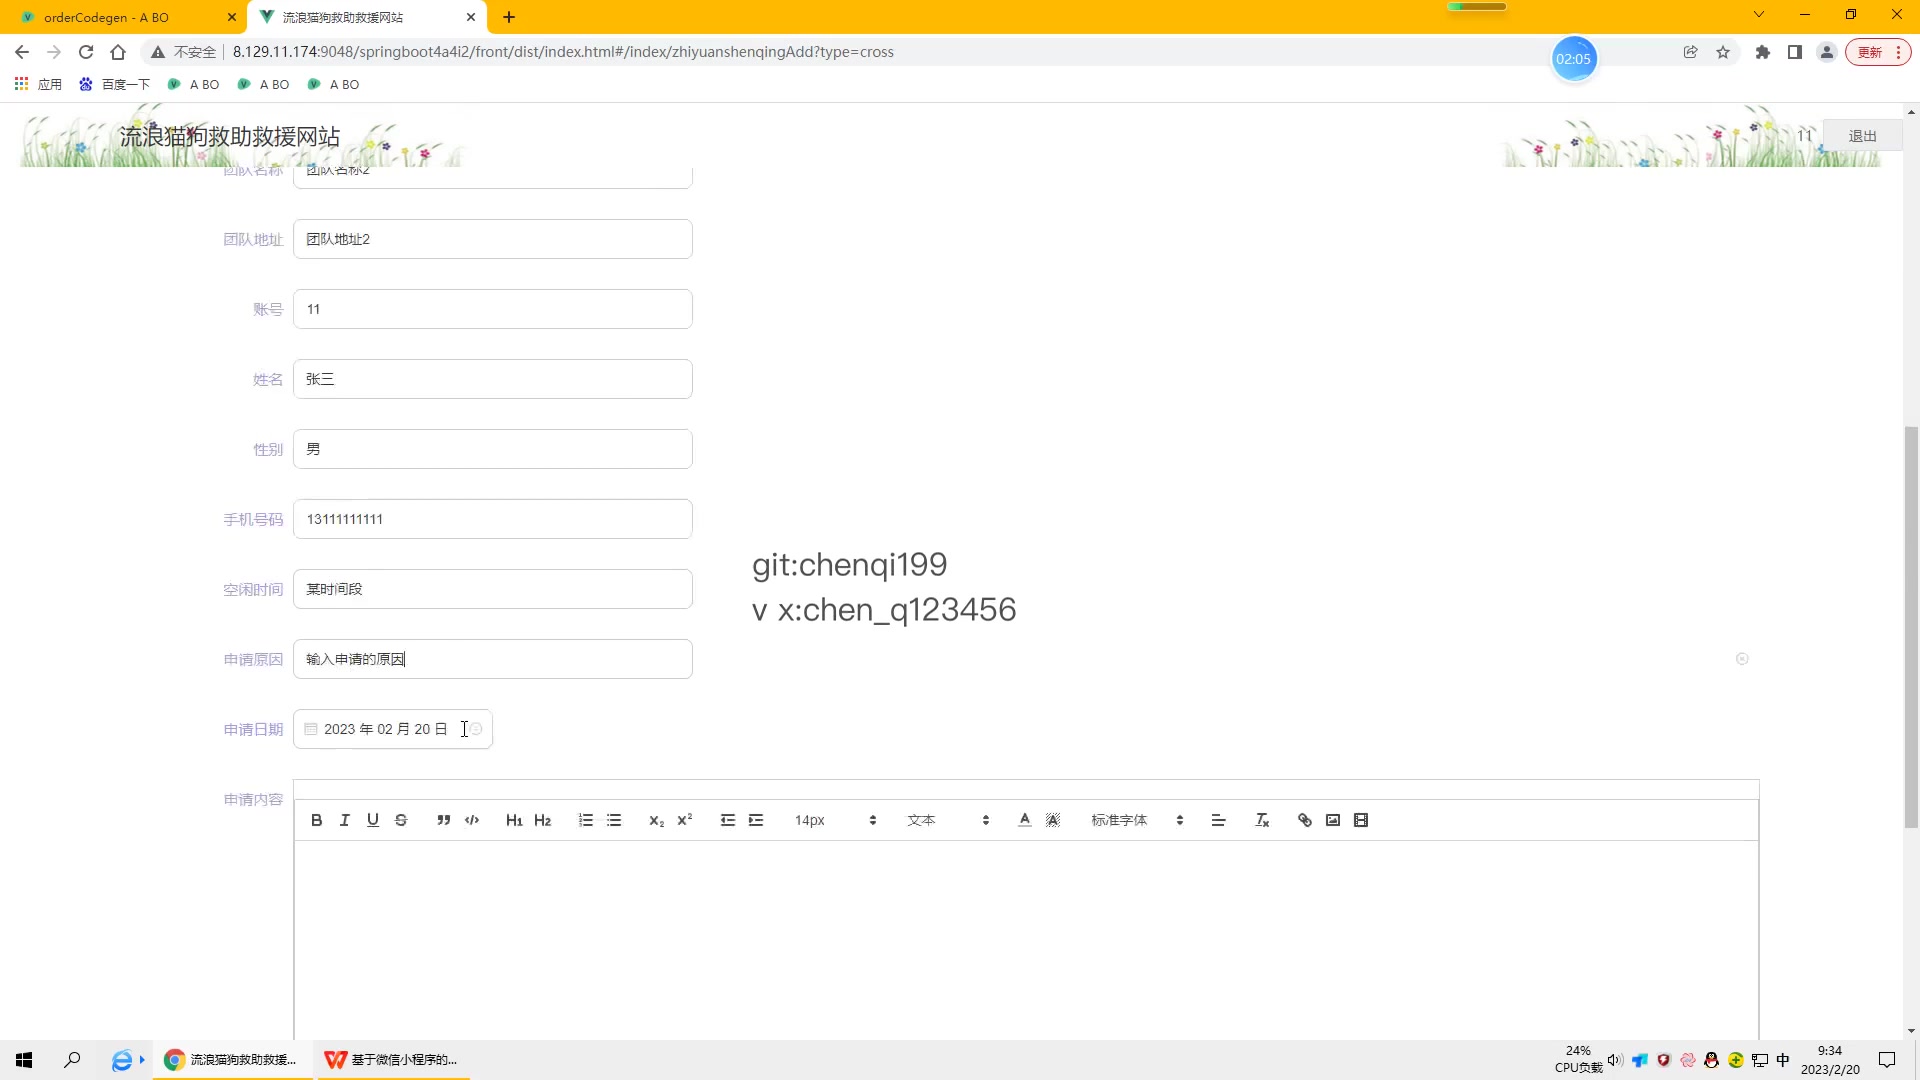 orderCodegen - A BO
流浪猫狗救助救援网站
不安全
8.129.11.174:9048/springboot4a4i2/front/dist/index.html#/index/zhiyuanshenqingAdd?type=cross
02:05
更新
应用
百度一下
A BO
A BO
A BO
流浪猫狗救助救援网站
11
退出
团队名称
团队名称2
团队地址
团队地址2
账号
11
姓名
张三
性别
男
手机号码
13111111111
空闲时间
某时间段
申请原因
输入申请的原因
申请日期
2023 年 02 月 20 日
申请内容
14px
文本
标准字体
git:chenqi199
v x:chen_q123456
流浪猫狗救助救援...
基于微信小程序的...
24%
CPU负载
中
9:34
2023/2/20